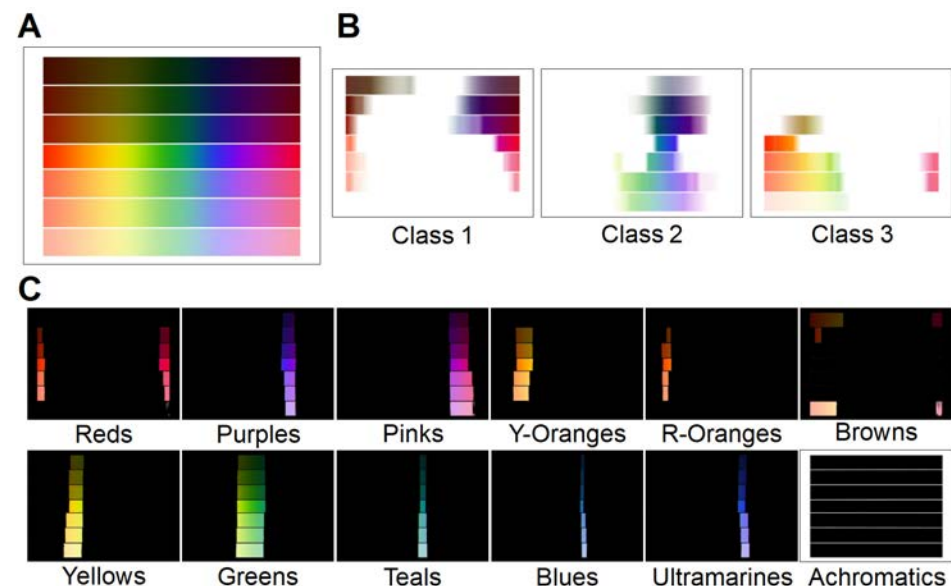 A
B
Class 1
Class 2
Class 3
C
Reds
Purples
Pinks
Y-Oranges
R-Oranges
Browns
Yellows
Greens
Teals
Blues
Ultramarines
Achromatics